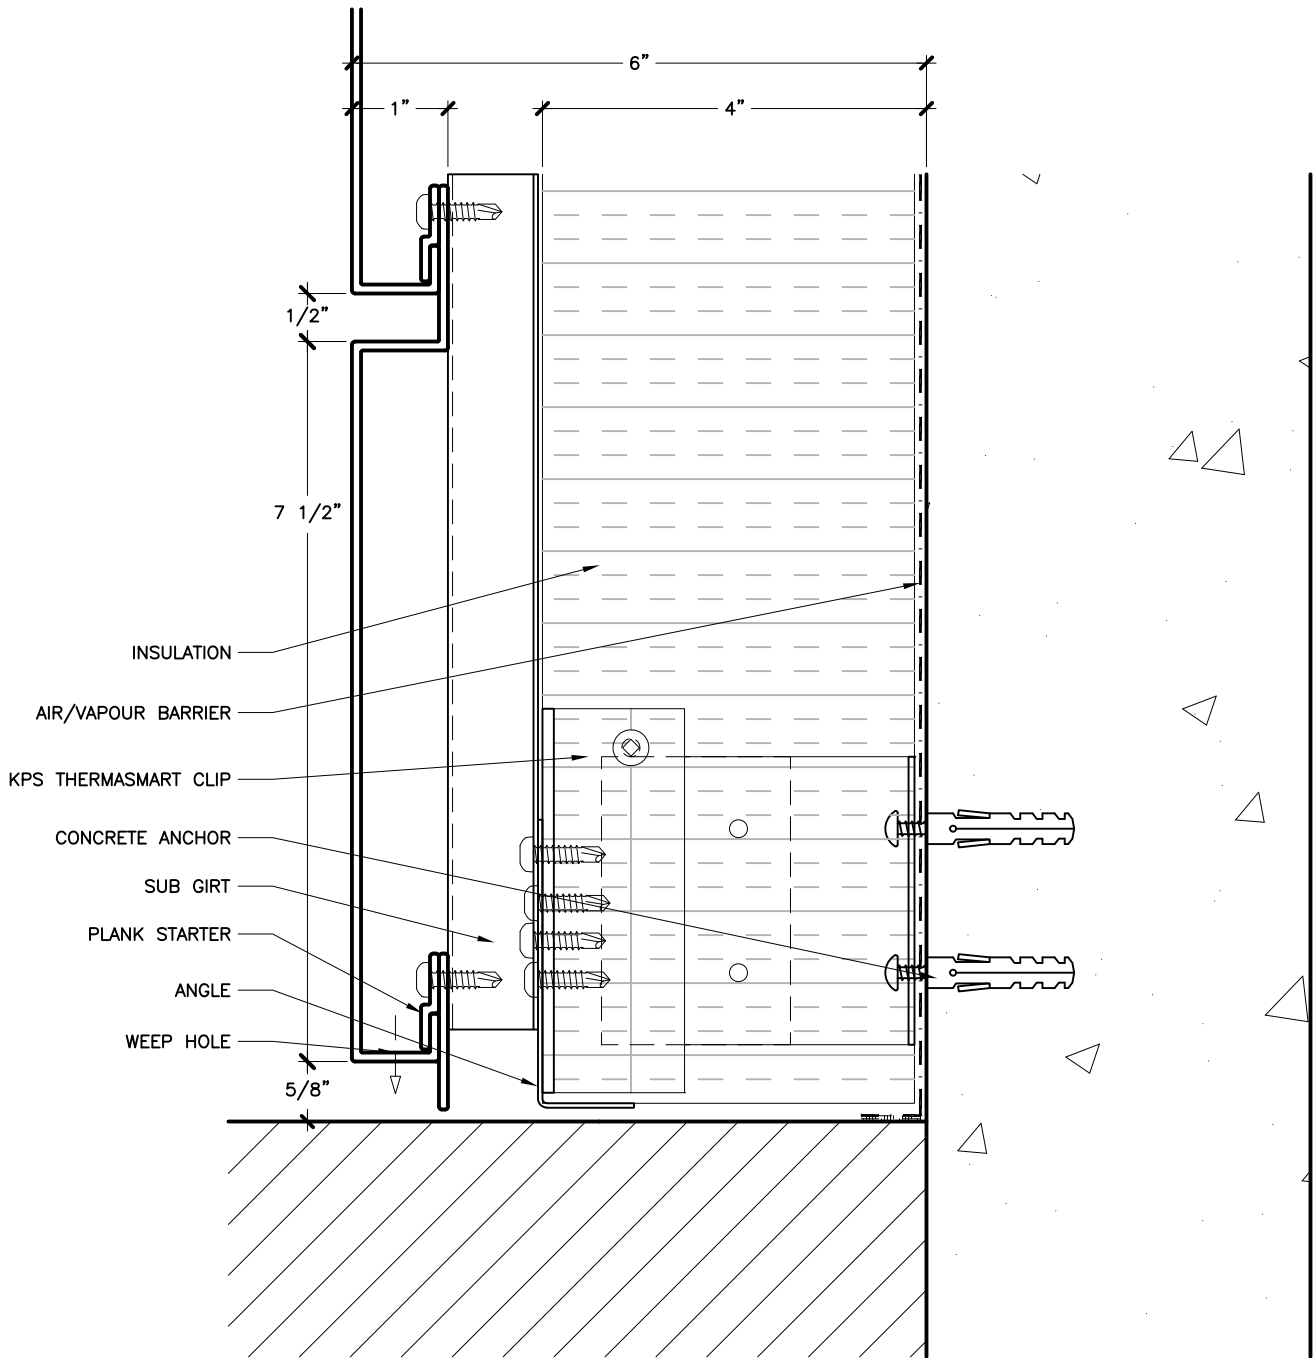 6”
1”
4”
1/2”
7 1/2”
INSULATION
AIR/VAPOUR BARRIER
KPS THERMASMART CLIP
CONCRETE ANCHOR
SUB GIRT
PLANK STARTER
ANGLE
WEEP HOLE
5/8”